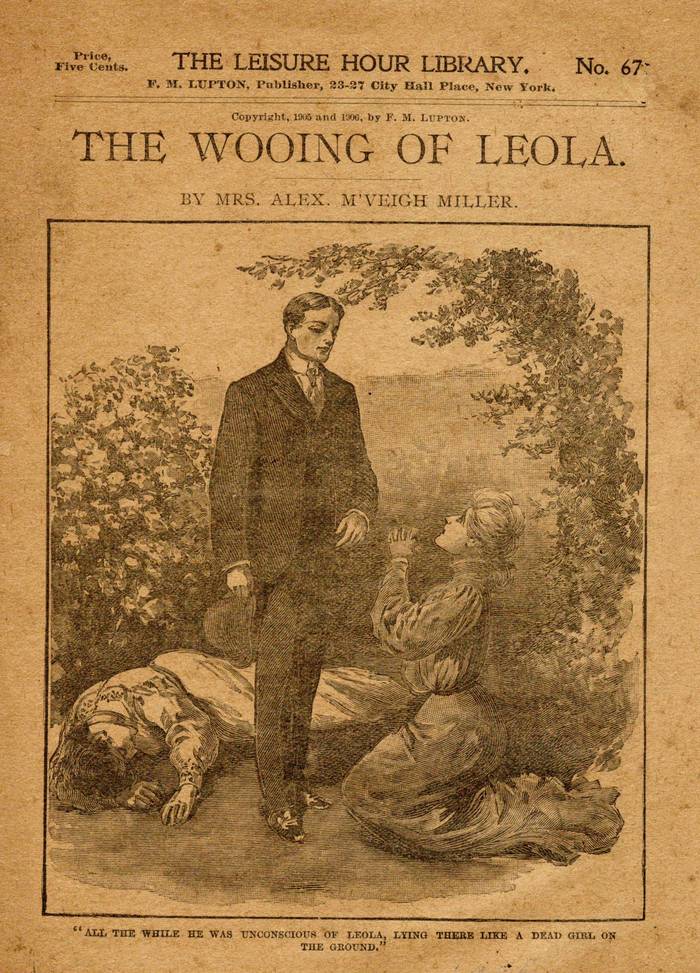 Price,
Five Cents.
THE LEISURE HOUR LIBRARY.
No. 67
F. M. LUPTON, Publisher, 23-27 City Hall Place, New York.
Copyright, 1905 and 1906, by F. M. LUPTON.
THE WOOING OF LEOLA.
BY MRS. ALEX. M'VEIGH MILLER.
"ALL THE WHILE HE WAS UNCONSCIOUS OF LEOLA, LYING THERE LIKE A DEAD GIRL ON
THE GROUND."